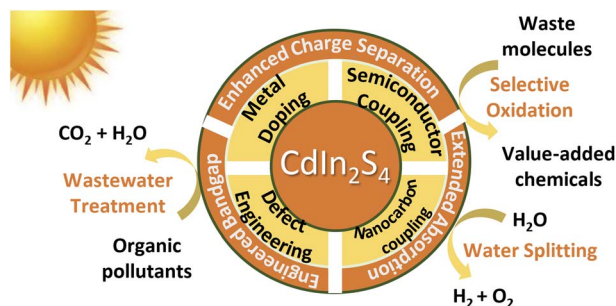 Waste
molecules
Selective
Oxidation
Value-added
chemicals
Enhanced Charge Separation
Metal
Doping
Semiconductor
Coupling
CO₂ + H₂O
Wastewater
Treatment
Organic
pollutants
CdIn₂S₄
Engineered Bandgap
Defect
Engineering
Nanocarbon
coupling
Extended Absorption
H₂O
Water Splitting
H₂ + O₂